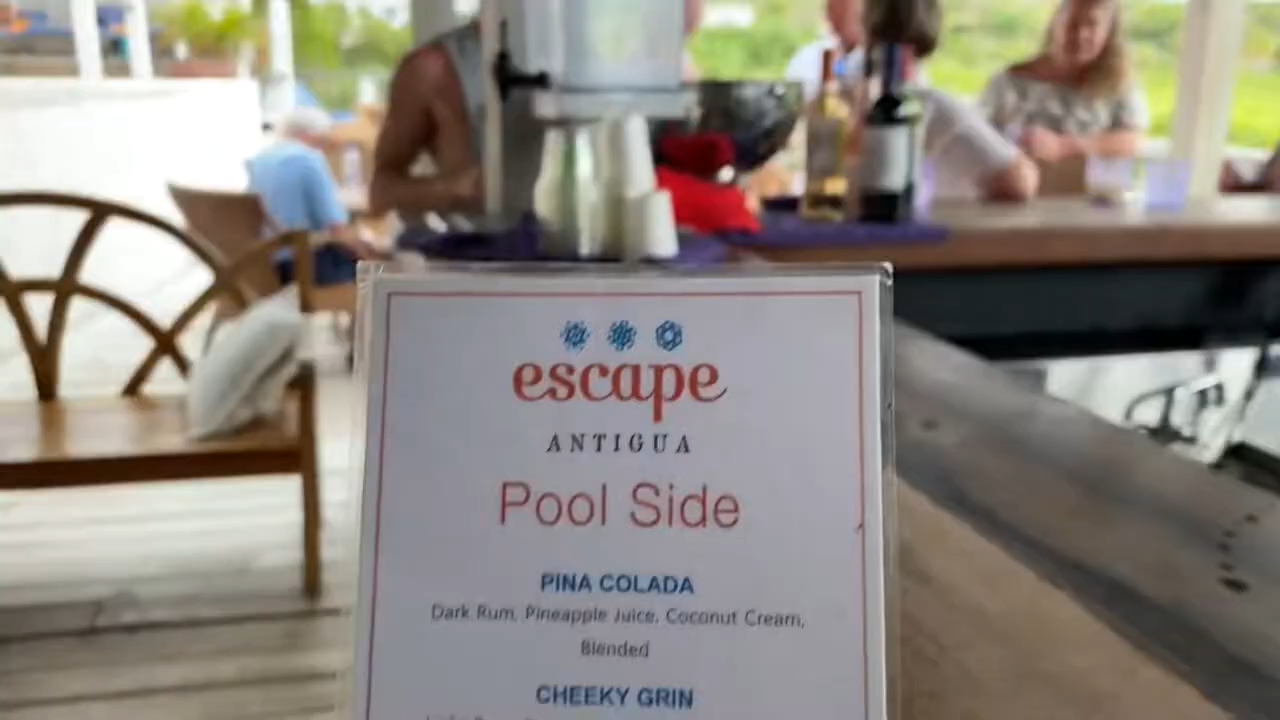 escape
ANTIGUA
Pool Side
PINA COLADA
Dark Rum, Pineapple Juice, Coconut Cream,
Blended
CHEEKY GRIN